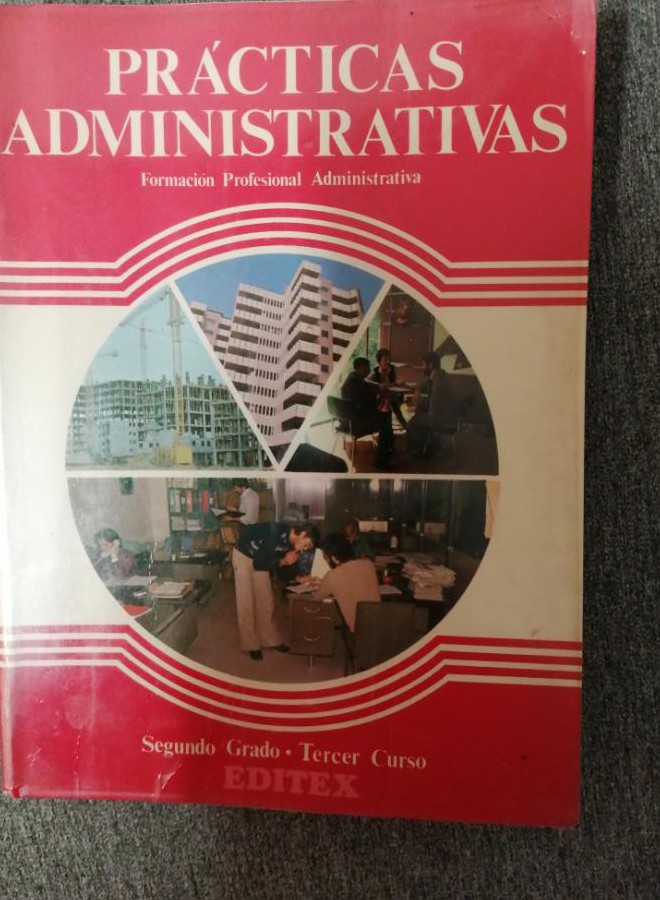 PRÁCTICAS
ADMINISTRATIVAS
Formación Profesional Administrativa
Segundo Grado • Tercer Curso
EDITEX